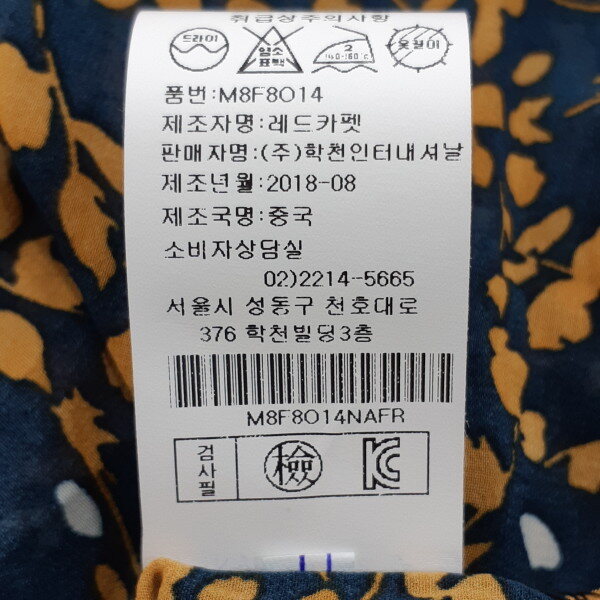 취급상주의사항
드라이
염소
표백
2
140-160℃
옷걸이
품번:M8F8O14
제조자명:레드카펫
판매자명:(주)학천인터내셔날
제조년월:2018-08
제조국명:중국
소비자상담실
02)2214-5665
서울시 성동구 천호대로
376 학천빌딩3층
M8F8O14NAFR
검사필
檢
KC